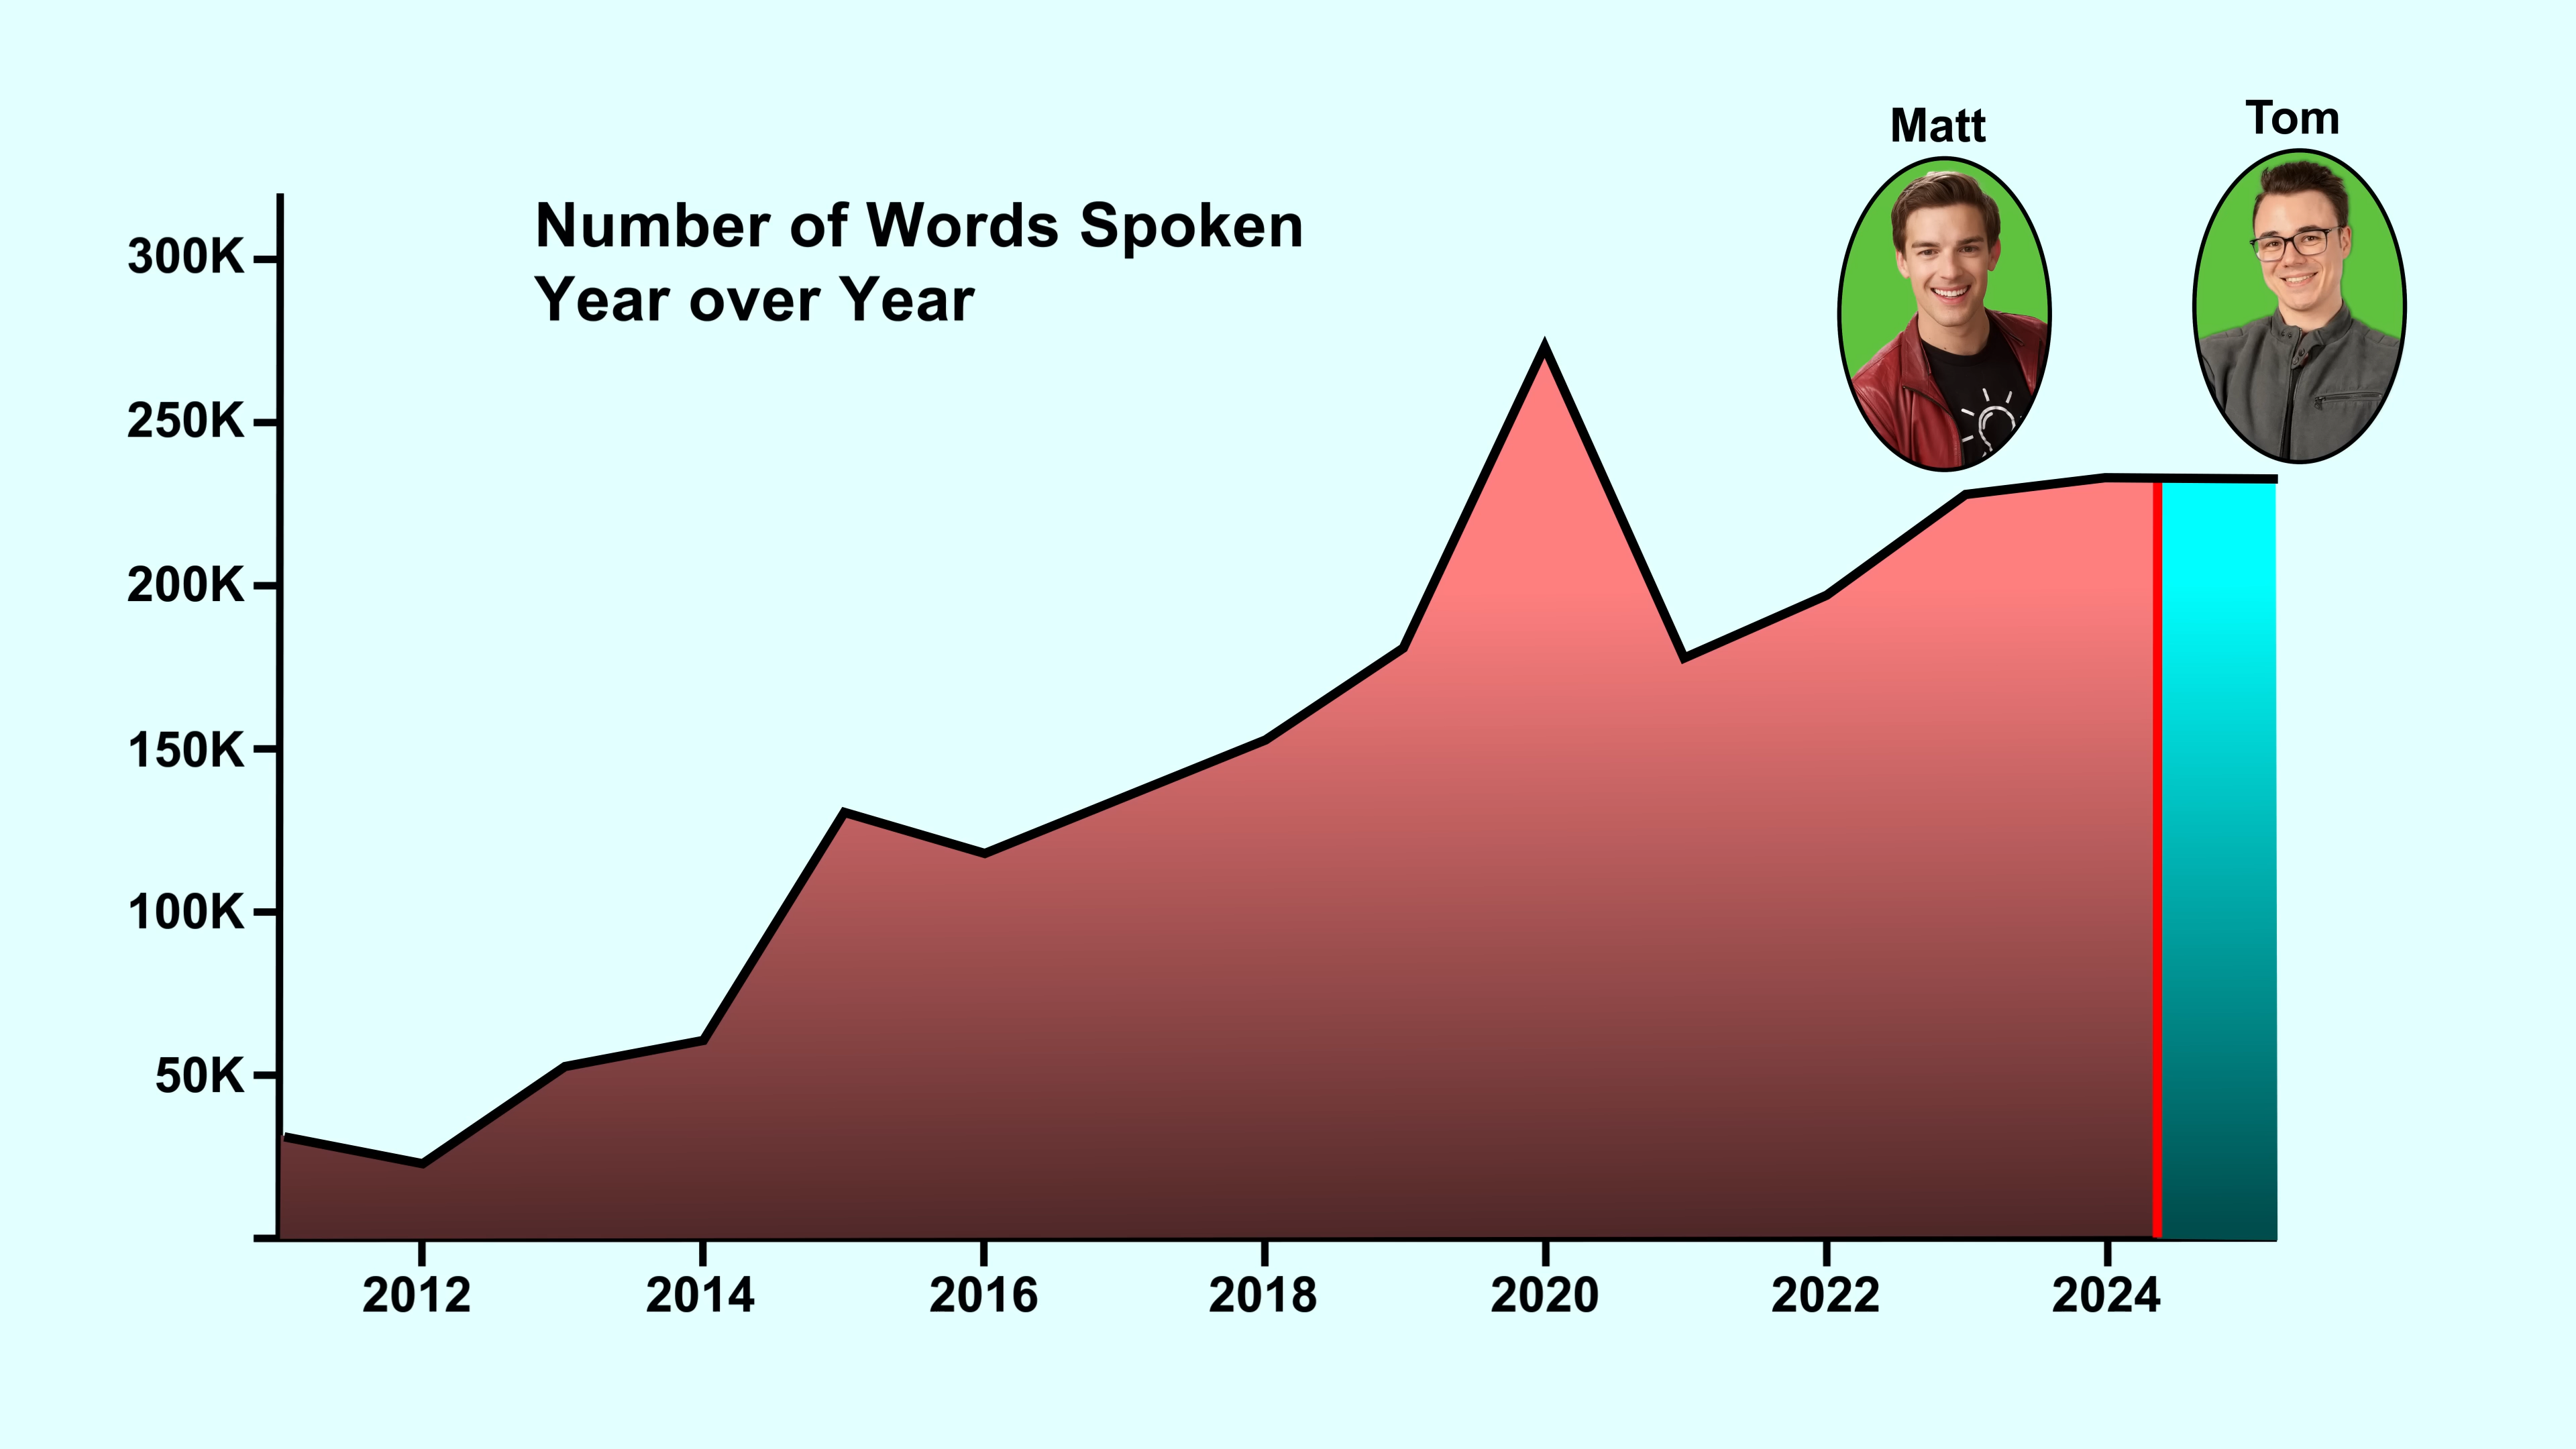 Matt
Tom
Number of Words Spoken
Year over Year
300K
250K
200K
150K
100K
50K
2012
2014
2016
2018
2020
2022
2024